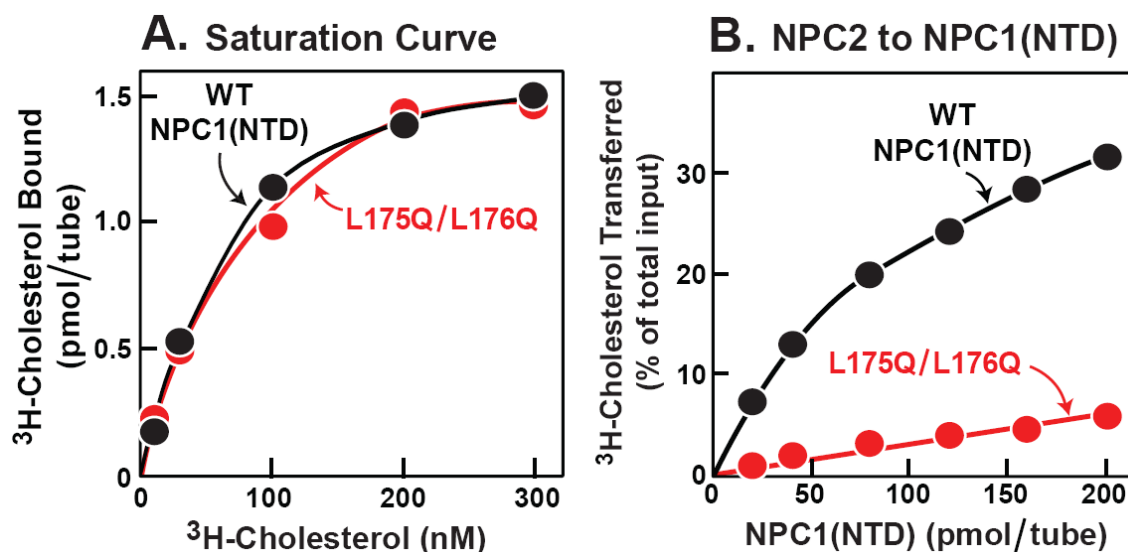 A. Saturation Curve
³H-Cholesterol Bound
(pmol/tube)
1.5
1.0
0.5
0
WT
NPC1(NTD)
L175Q/L176Q
0
100
200
300
³H-Cholesterol (nM)
B. NPC2 to NPC1(NTD)
³H-Cholesterol Transferred
(% of total input)
30
20
10
0
WT
NPC1(NTD)
L175Q/L176Q
0
50
100
150
200
NPC1(NTD) (pmol/tube)